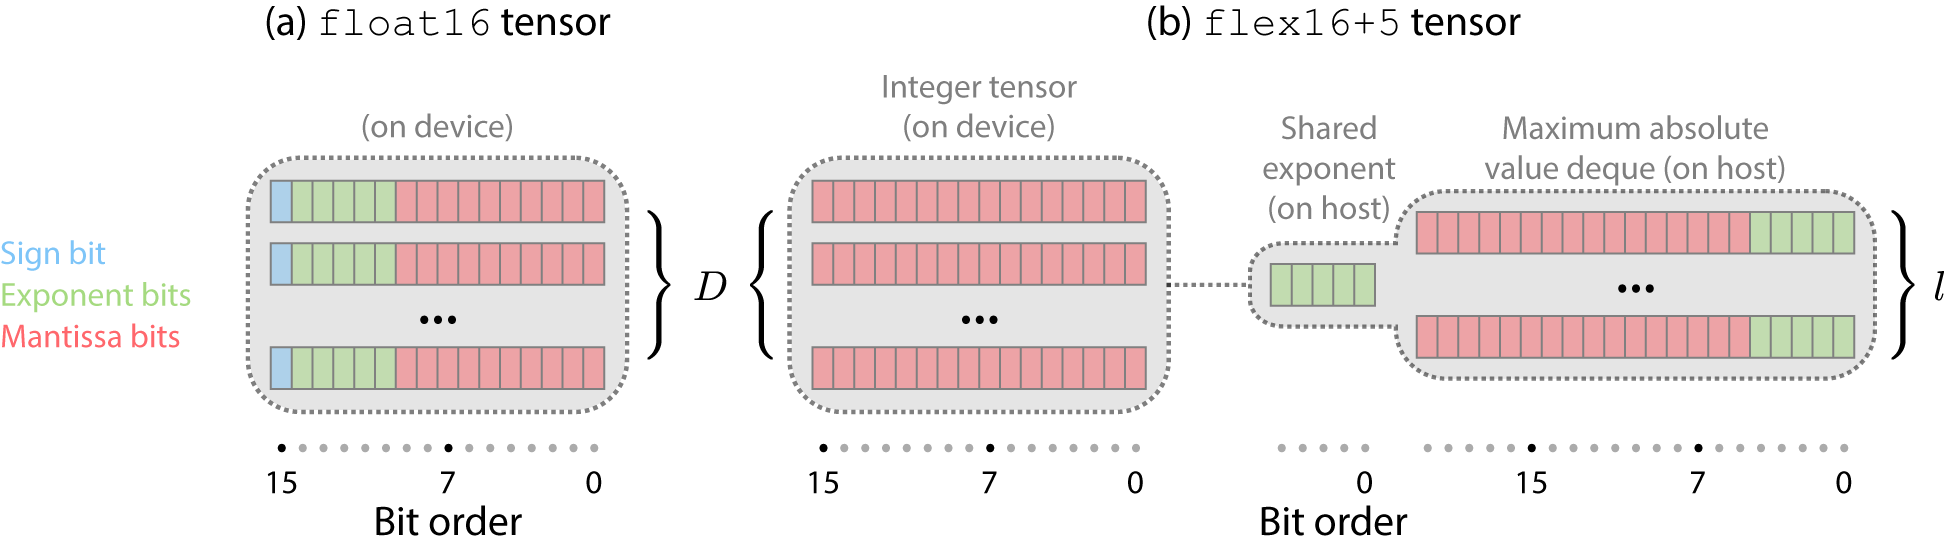 (a) float16 tensor
(b) flex16+5 tensor
(on device)
Integer tensor
(on device)
Shared
exponent
(on host)
Maximum absolute
value deque (on host)
Sign bit
Exponent bits
Mantissa bits
...
D
...
...
l
15 7 0
15 7 0
0
15 7 0
Bit order
Bit order